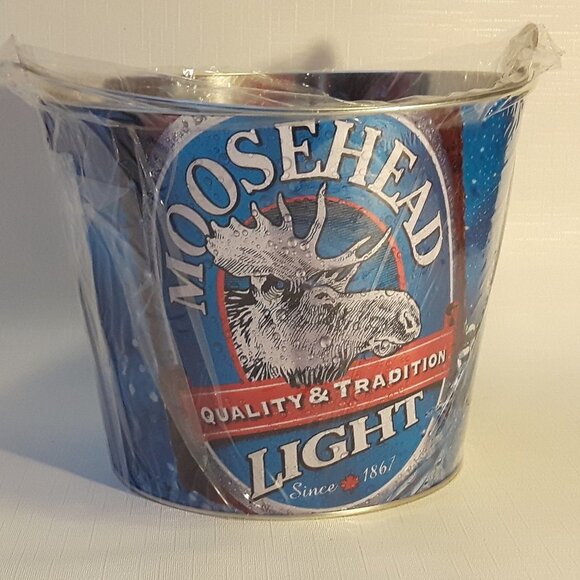 MOOSEHEAD
QUALITY & TRADITION
LIGHT
Since 1867